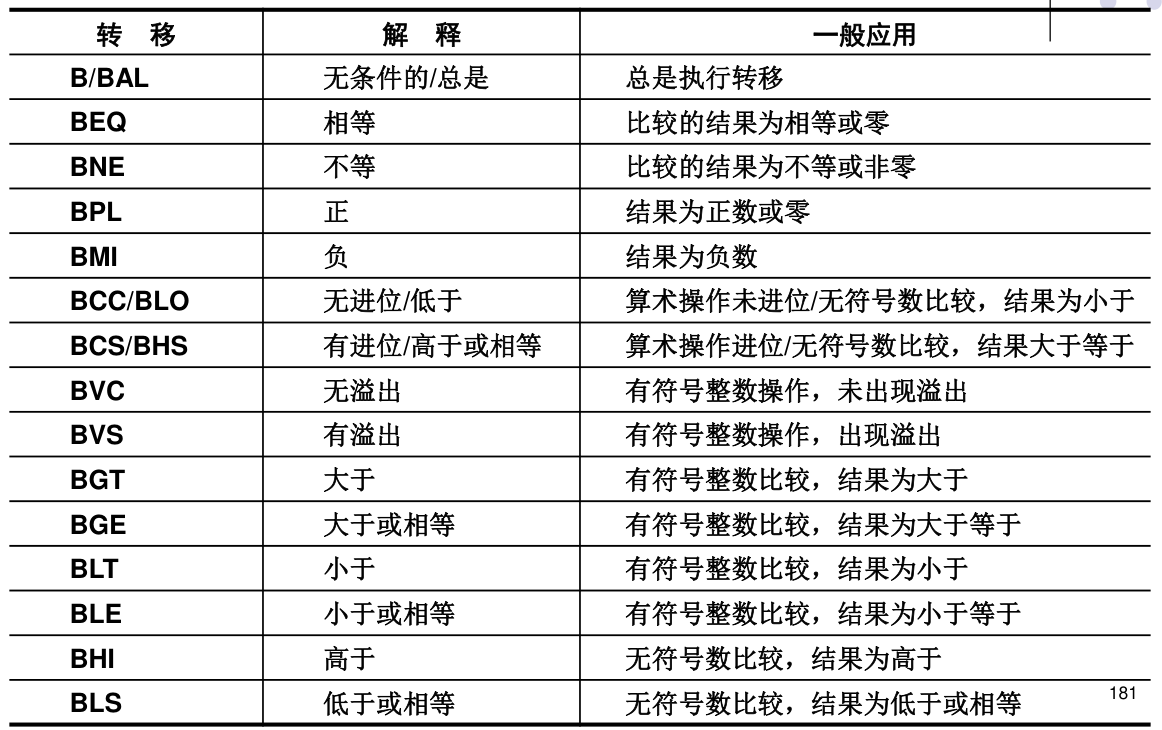 转 移 解 释 一般应用
B/BAL 无条件的/总是 总是执行转移
BEQ 相等 比较的结果为相等或零
BNE 不等 比较的结果为不等或非零
BPL 正 结果为正数或零
BMI 负 结果为负数
BCC/BLO 无进位/低于 算术操作未进位/无符号数比较，结果为小于
BCS/BHS 有进位/高于或相等 算术操作进位/无符号数比较，结果大于等于
BVC 无溢出 有符号整数操作，未出现溢出
BVS 有溢出 有符号整数操作，出现溢出
BGT 大于 有符号整数比较，结果为大于
BGE 大于或相等 有符号整数比较，结果为大于等于
BLT 小于 有符号整数比较，结果为小于
BLE 小于或相等 有符号整数比较，结果为小于等于
BHI 高于 无符号数比较，结果为高于
BLS 低于或相等 无符号数比较，结果为低于或相等
181